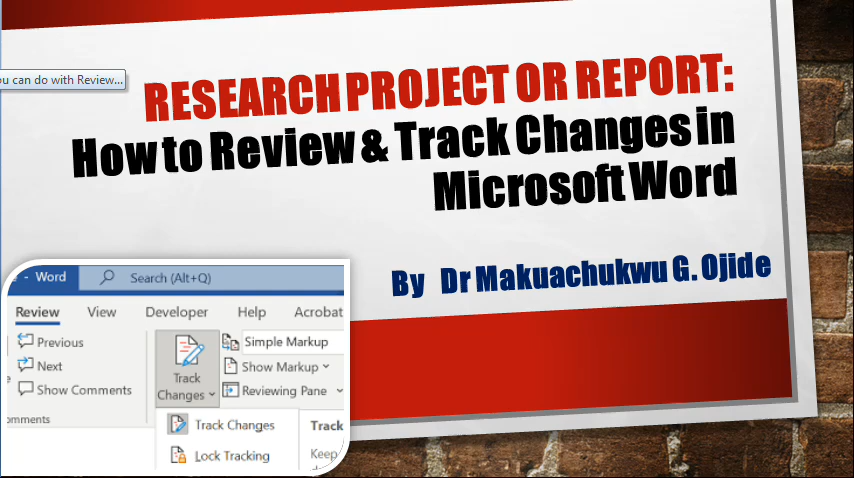 ou can do with Review...
RESEARCH PROJECT OR REPORT:
How to Review & Track Changes in
Microsoft Word
By Dr Makuachukwu G. Ojide
- Word
Search (Alt+Q)
Review View Developer Help Acrobat
Previous
Next
Show Comments
omments
Track
Changes
Simple Markup
Show Markup
Reviewing Pane
Track Changes
Lock Tracking
Track
Keep